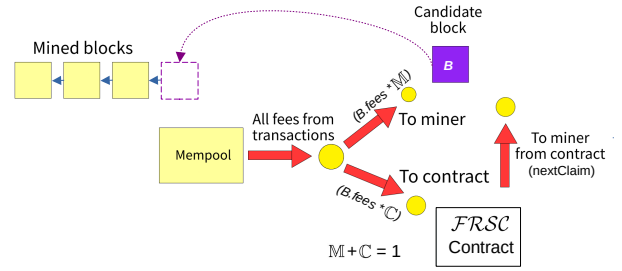 Candidate
block
Mined blocks
B
(B.fees *𝕄)
All fees from
transactions
To miner
To miner
from contract
(nextClaim)
Mempool
To contract
(B.fees *ℂ)
ℱℛ𝒮𝒞
Contract
𝕄+ℂ = 1